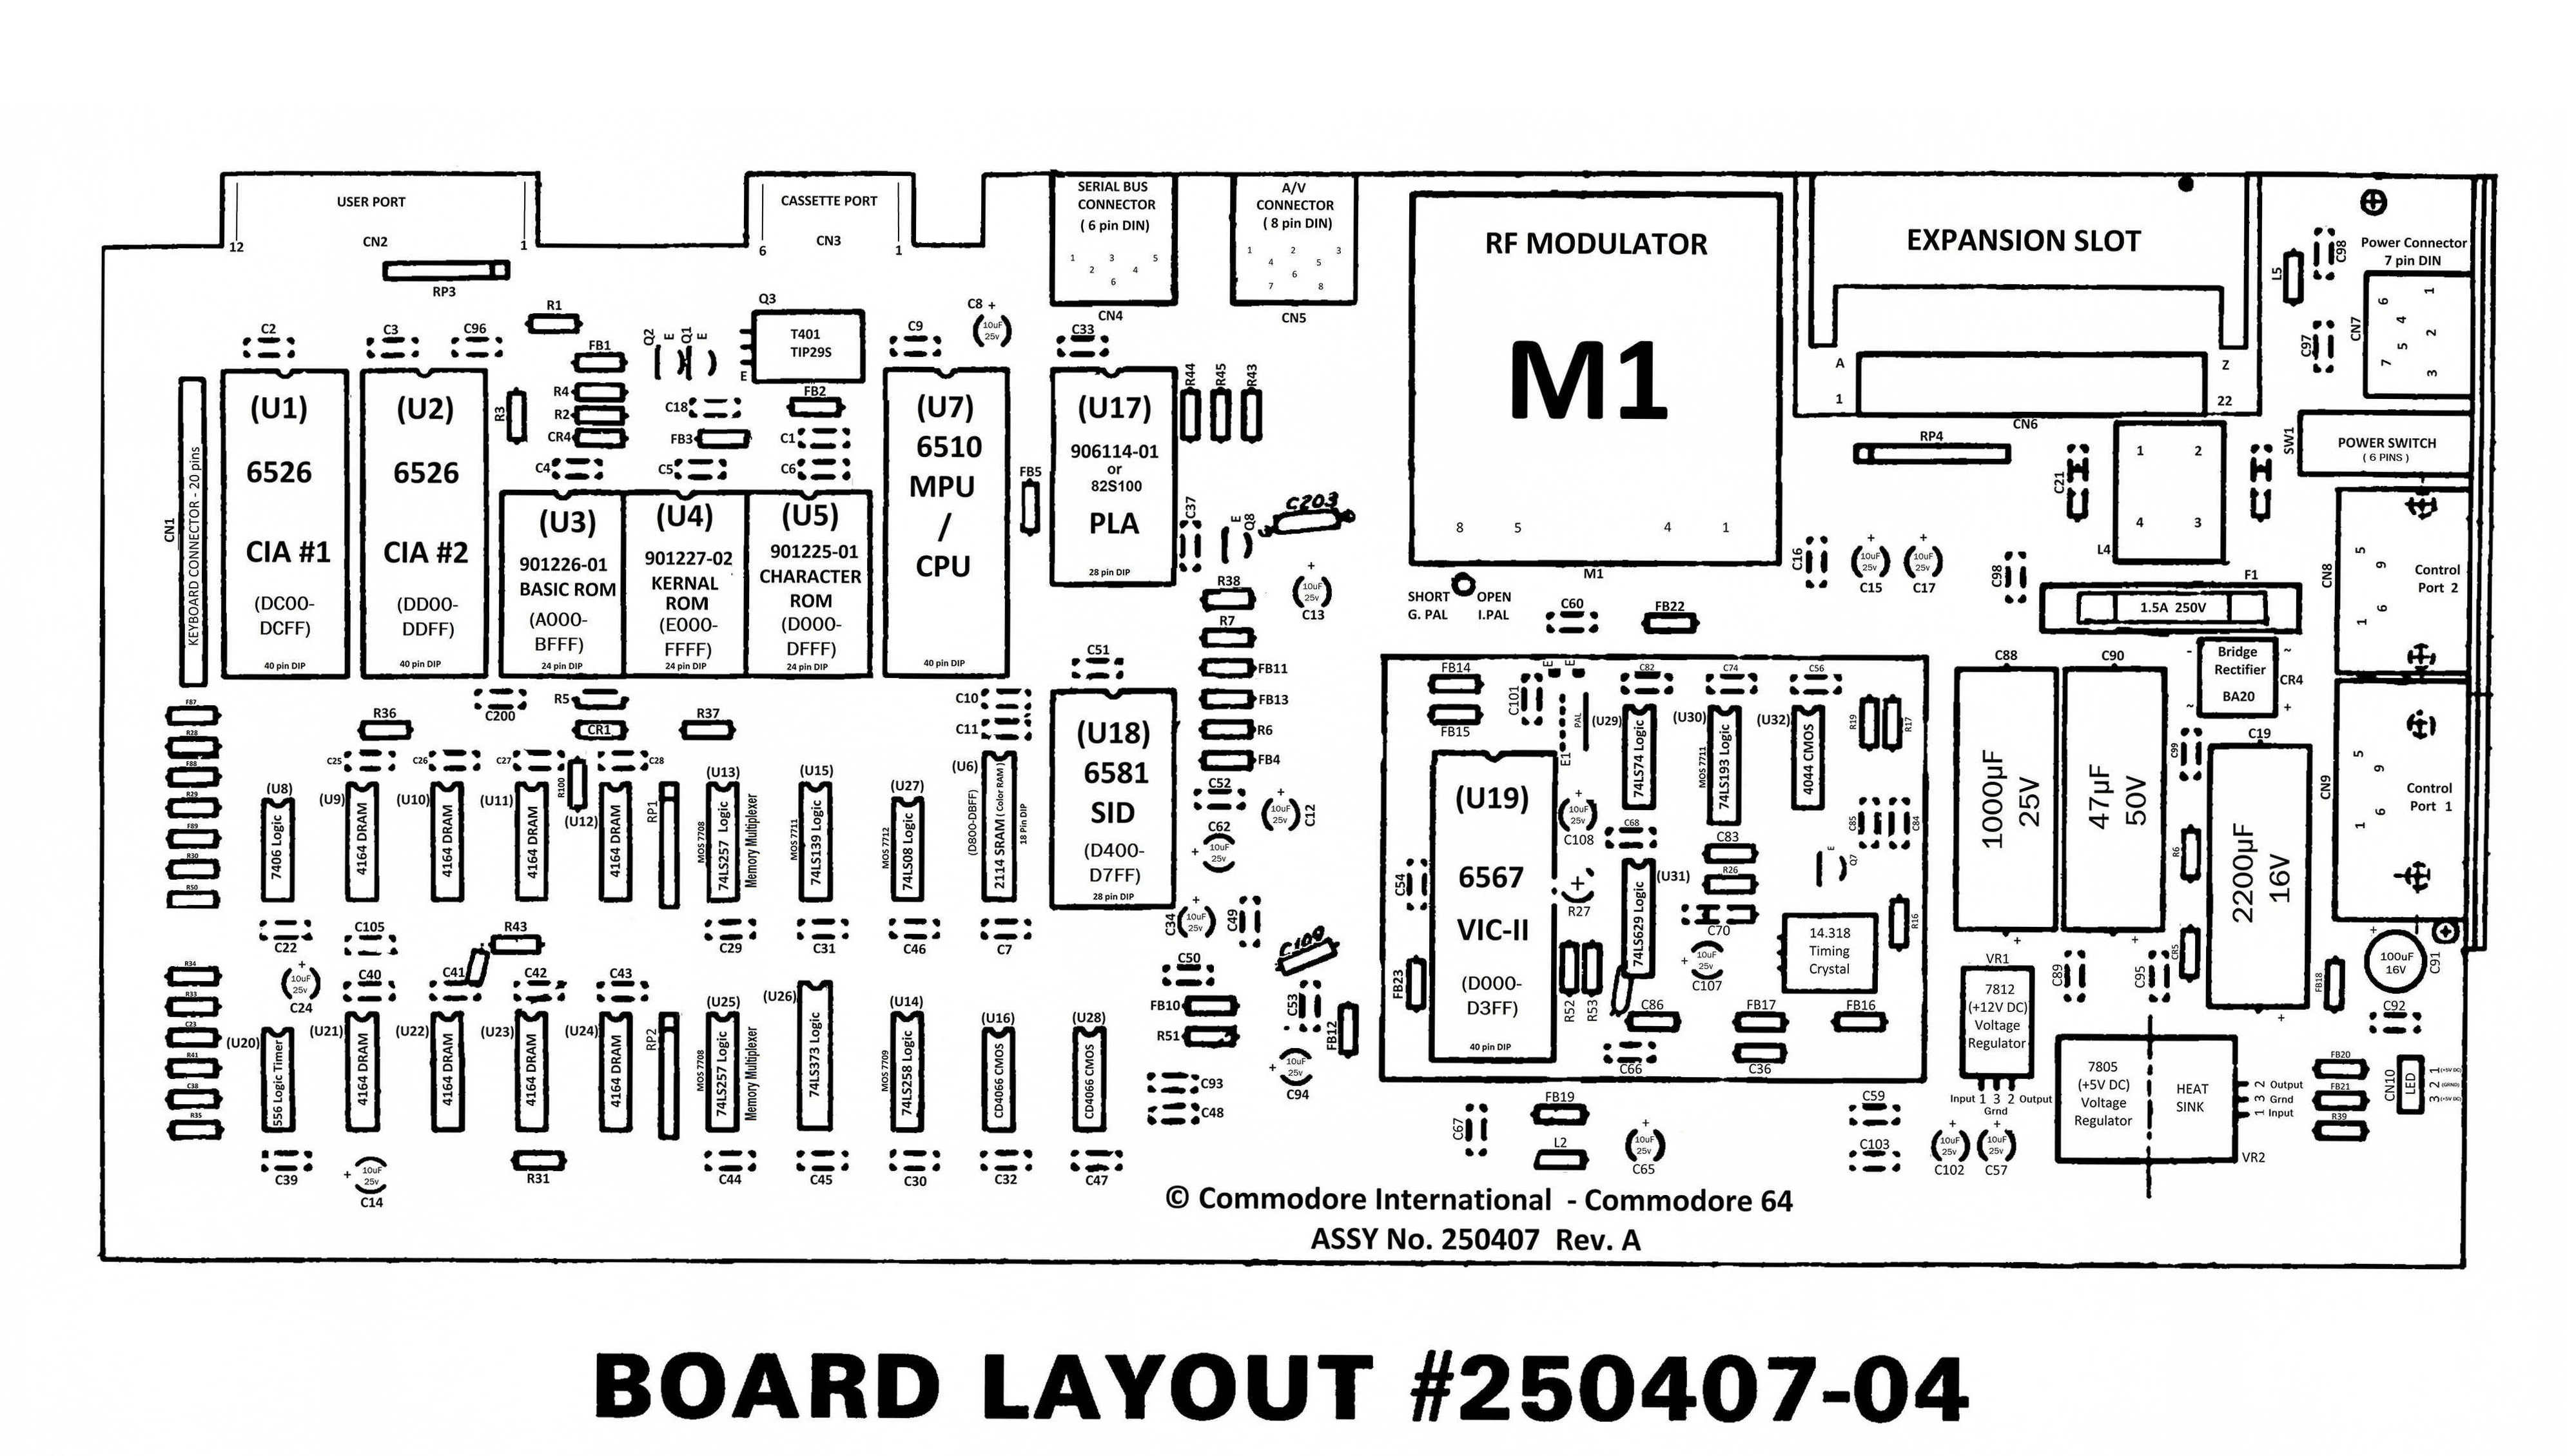 USER PORT
CN2
12
1
RP3
CASSETTE PORT
CN3
6
1
SERIAL BUS
CONNECTOR
( 6 pin DIN)
1 3 5
2 4
6
CN4
A/V
CONNECTOR
( 8 pin DIN)
1 2 3
4 5
6
7 8
CN5
RF MODULATOR
M1
8 5 4 1
M1
EXPANSION SLOT
A Z
1 22
CN6
Power Connector
7 pin DIN
6 1
4 2
5
7 3
CN7
C98
L5
C97
SW1
POWER SWITCH
( 6 PINS )
C2
C3
C96
R1
FB1
Q2
E
Q1
E
Q3
T401
TIP29S
E
C9
C8 +
10uF
25v
C33
R44
R45
R43
R3
R4
R2
CR4
C4
C18
FB3
C5
FB2
C1
C6
FB5
CN1
KEYBOARD CONNECTOR - 20 pins
(U1)
6526
CIA #1
(DC00-
DCFF)
40 pin DIP
(U2)
6526
CIA #2
(DD00-
DDFF)
40 pin DIP
(U3)
901226-01
BASIC ROM
(A000-
BFFF)
24 pin DIP
(U4)
901227-02
KERNAL
ROM
(E000-
FFFF)
24 pin DIP
(U5)
901225-01
CHARACTER
ROM
(D000-
DFFF)
24 pin DIP
(U7)
6510
MPU
/
CPU
40 pin DIP
(U17)
906114-01
or
82S100
PLA
28 pin DIP
C37
E
Q8
C203
+
10uF
25v
C13
R38
R7
FB11
FB13
R6
FB4
C52
+
10uF
25v
C12
C62
+
10uF
25v
SHORT
G. PAL
OPEN
I.PAL
C60
FB22
RP4
C21
1 2
4 3
L4
C16
+
10uF
25v
C15
+
10uF
25v
C17
C98
F1
1.5A 250V
CN8
5
9
1 6
Control
Port 2
Bridge
Rectifier
BA20
- ~
~ +
CR4
C88
1000µF
25V
+
C90
47µF
50V
+
C19
2200µF
16V
+
C99
R6
CR5
CN9
5
9
1 6
Control
Port 1
+
100uF
16V
C91
C92
FB18
FB7
R28
FB8
R29
FB9
R30
R50
C200
R5
R36
CR1
R37
C10
C11
C51
C25
C26
C27
C28
R100
(U8)
7406 Logic
(U9)
4164 DRAM
(U10)
4164 DRAM
(U11)
4164 DRAM
(U12)
4164 DRAM
RP1
(U13)
MOS 7708
74LS257 Logic
Memory Multiplexer
(U15)
MOS 7711
74LS139 Logic
(U27)
MOS 7712
74LS08 Logic
(U6)
(D800-DBFF)
2114 SRAM ( Color RAM )
18 Pin DIP
(U18)
6581
SID
(D400-
D7FF)
28 pin DIP
C22
C105
R43
C29
C31
C46
C7
C34
+
10uF
25v
C49
C109
C50
FB10
R51
C53
FB12
+
10uF
25v
C94
C93
C48
R34
R33
C23
R41
C38
R35
+
10uF
25v
C24
C40
C41
C42
C43
(U20)
556 Logic Timer
(U21)
4164 DRAM
(U22)
4164 DRAM
(U23)
4164 DRAM
(U24)
4164 DRAM
RP2
(U25)
MOS 7708
74LS257 Logic
Memory Multiplexer
(U26)
74LS373 Logic
(U14)
MOS 7709
74LS258 Logic
(U16)
CD4066 CMOS
(U28)
CD4066 CMOS
C39
+
10uF
25v
C14
R31
C44
C45
C30
C32
C47
FB14
FB15
C101
E E
E1
PAL
C82
C74
C56
(U29)
74LS74 Logic
(U30)
MOS 7711
74LS193 Logic
(U32)
4044 CMOS
R19
R17
(U19)
6567
VIC-II
(D000-
D3FF)
40 pin DIP
+
10uF
25v
C108
C68
C83
R26
C85
C84
E
Q7
C54
+
R27
(U31)
74LS629 Logic
C70
+
10uF
25v
C107
14.318
Timing
Crystal
R16
FB23
R52
R53
C86
FB17
FB16
C66
C36
C67
FB19
L2
+
10uF
25v
C65
C59
C103
VR1
7812
(+12V DC)
Voltage
Regulator
Input 1 3 2 Output
Grnd
+
10uF
25v
C102
+
10uF
25v
C57
C89
C95
7805
(+5V DC)
Voltage
Regulator
HEAT
SINK
2 Output
3 Grnd
1 Input
VR2
FB20
FB21
R39
CN10
LED
3 2 1
© Commodore International - Commodore 64
ASSY No. 250407 Rev. A
BOARD LAYOUT #250407-04